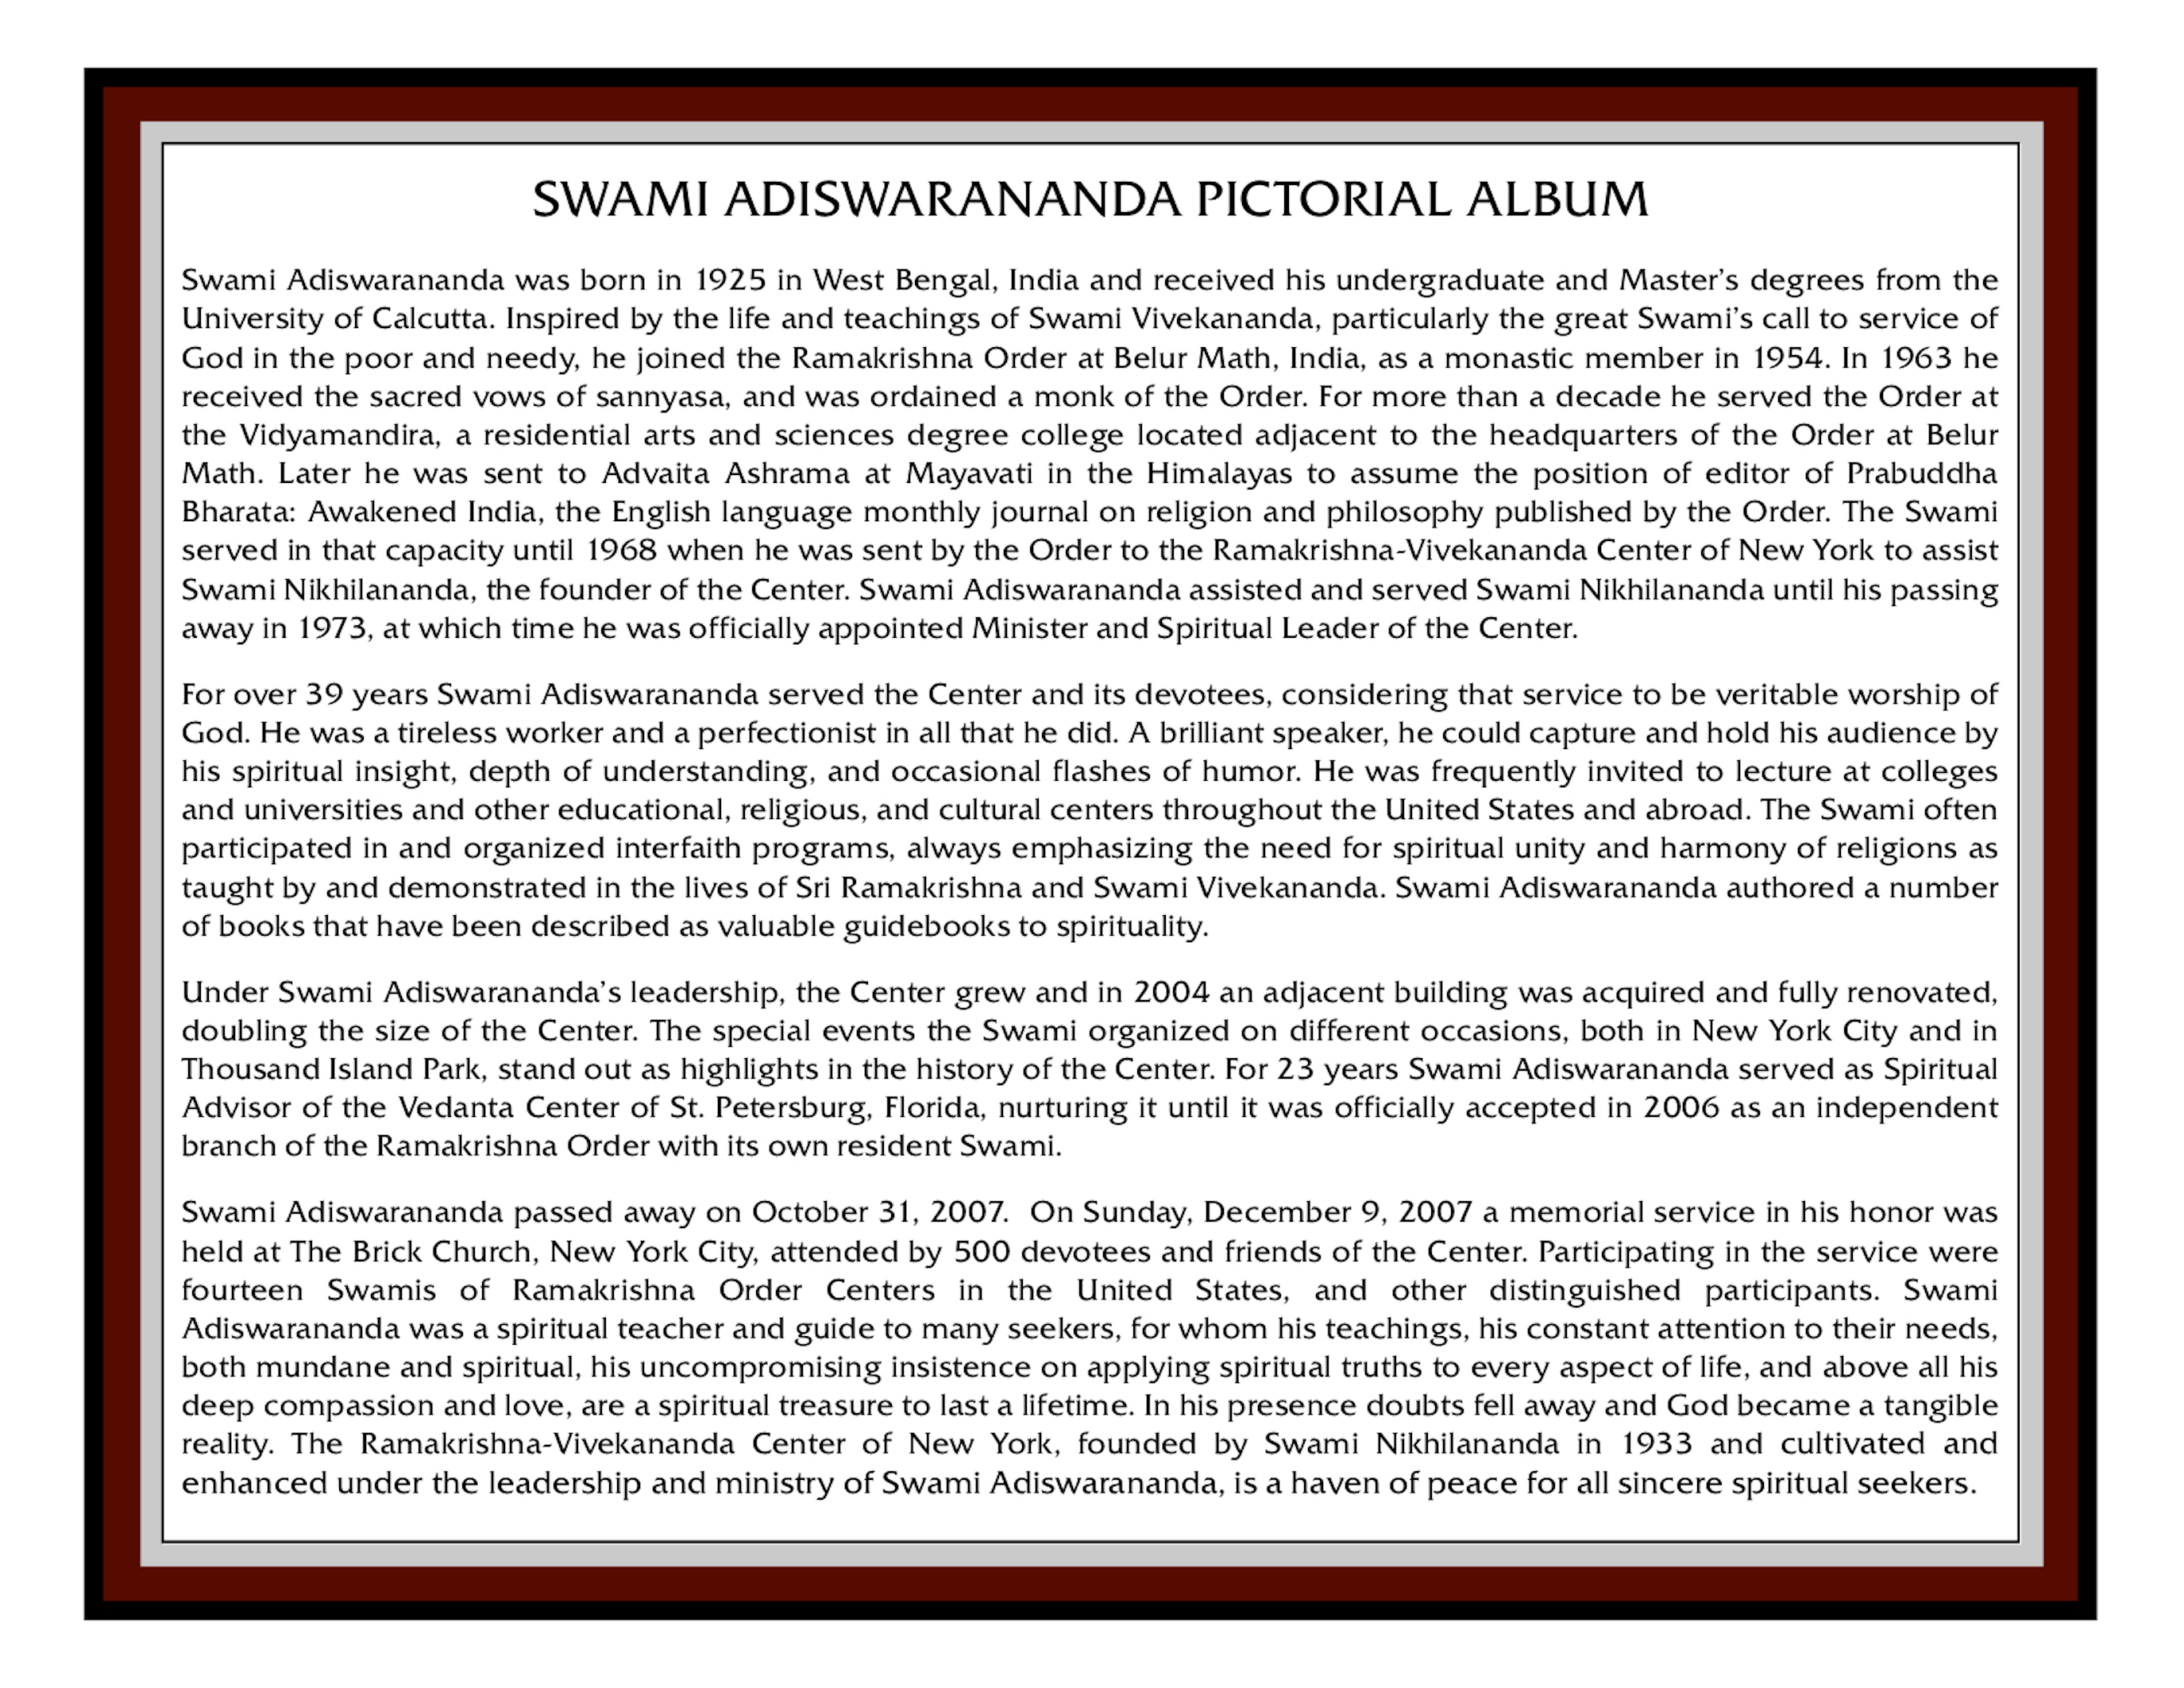 SWAMI ADISWARANANDA PICTORIAL ALBUM
Swami Adiswarananda was born in 1925 in West Bengal, India and received his undergraduate and Master’s degrees from the
University of Calcutta. Inspired by the life and teachings of Swami Vivekananda, particularly the great Swami’s call to service of
God in the poor and needy, he joined the Ramakrishna Order at Belur Math, India, as a monastic member in 1954. In 1963 he
received the sacred vows of sannyasa, and was ordained a monk of the Order. For more than a decade he served the Order at
the Vidyamandira, a residential arts and sciences degree college located adjacent to the headquarters of the Order at Belur
Math. Later he was sent to Advaita Ashrama at Mayavati in the Himalayas to assume the position of editor of Prabuddha
Bharata: Awakened India, the English language monthly journal on religion and philosophy published by the Order. The Swami
served in that capacity until 1968 when he was sent by the Order to the Ramakrishna-Vivekananda Center of New York to assist
Swami Nikhilananda, the founder of the Center. Swami Adiswarananda assisted and served Swami Nikhilananda until his passing
away in 1973, at which time he was officially appointed Minister and Spiritual Leader of the Center.
For over 39 years Swami Adiswarananda served the Center and its devotees, considering that service to be veritable worship of
God. He was a tireless worker and a perfectionist in all that he did. A brilliant speaker, he could capture and hold his audience by
his spiritual insight, depth of understanding, and occasional flashes of humor. He was frequently invited to lecture at colleges
and universities and other educational, religious, and cultural centers throughout the United States and abroad. The Swami often
participated in and organized interfaith programs, always emphasizing the need for spiritual unity and harmony of religions as
taught by and demonstrated in the lives of Sri Ramakrishna and Swami Vivekananda. Swami Adiswarananda authored a number
of books that have been described as valuable guidebooks to spirituality.
Under Swami Adiswarananda’s leadership, the Center grew and in 2004 an adjacent building was acquired and fully renovated,
doubling the size of the Center. The special events the Swami organized on different occasions, both in New York City and in
Thousand Island Park, stand out as highlights in the history of the Center. For 23 years Swami Adiswarananda served as Spiritual
Advisor of the Vedanta Center of St. Petersburg, Florida, nurturing it until it was officially accepted in 2006 as an independent
branch of the Ramakrishna Order with its own resident Swami.
Swami Adiswarananda passed away on October 31, 2007.  On Sunday, December 9, 2007 a memorial service in his honor was
held at The Brick Church, New York City, attended by 500 devotees and friends of the Center. Participating in the service were
fourteen Swamis of Ramakrishna Order Centers in the United States, and other distinguished participants. Swami
Adiswarananda was a spiritual teacher and guide to many seekers, for whom his teachings, his constant attention to their needs,
both mundane and spiritual, his uncompromising insistence on applying spiritual truths to every aspect of life, and above all his
deep compassion and love, are a spiritual treasure to last a lifetime. In his presence doubts fell away and God became a tangible
reality. The Ramakrishna-Vivekananda Center of New York, founded by Swami Nikhilananda in 1933 and cultivated and
enhanced under the leadership and ministry of Swami Adiswarananda, is a haven of peace for all sincere spiritual seekers.